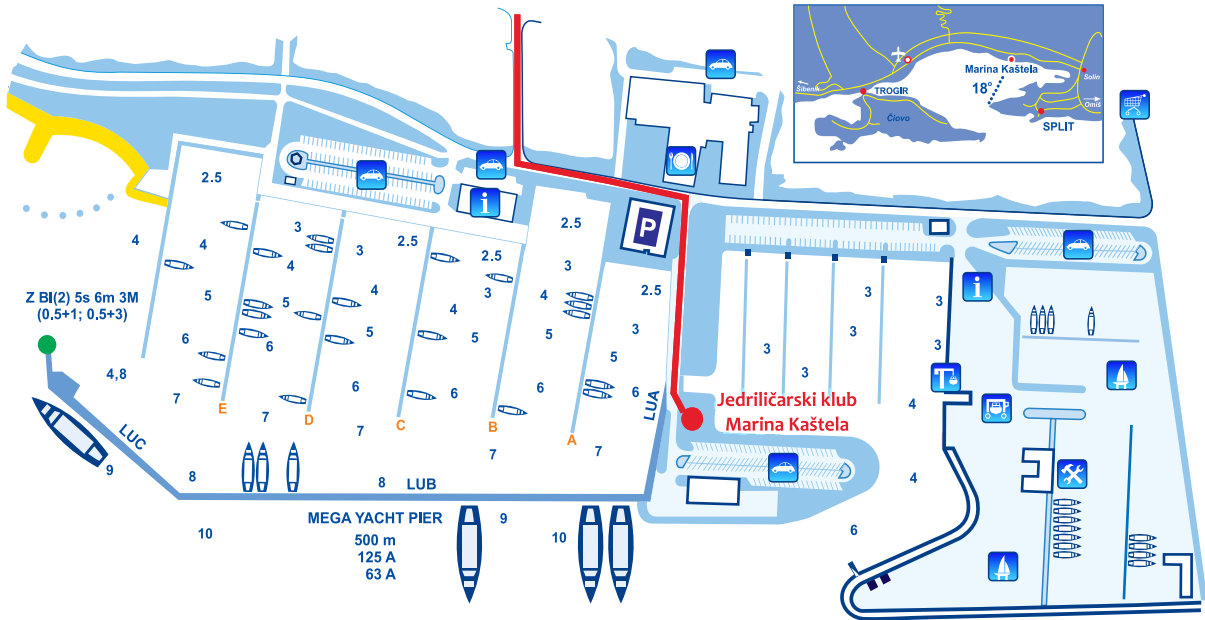 Marina Kaštela
18°
Solin
Šibenik
TROGIR
Omiš
Čiovo
SPLIT
i
P
2.5
2.5
3
3
2.5
2.5
4
4
4
3
3
2.5
Z BI(2) 5s 6m 3M
(0.5+1; 0.5+3)
5
5
4
4
3
4
3
3
3
i
6
6
5
5
5
5
3
3
3
3
4,8
7
E
7
D
6
7
C
6
B
7
6
A
7
6
LUA
3
4
Jedriličarski klub
Marina Kaštela
LUC
9
8
8
LUB
4
MEGA YACHT PIER
500 m
125 A
63 A
10
9
10
6